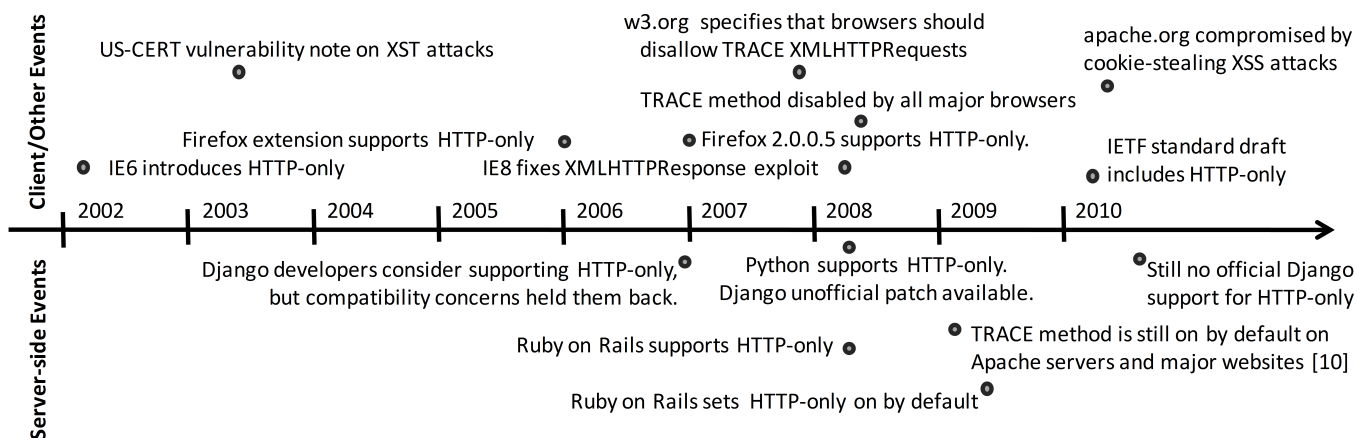 Client/Other Events
US-CERT vulnerability note on XST attacks
w3.org specifies that browsers should
disallow TRACE XMLHTTPRequests
apache.org compromised by
cookie-stealing XSS attacks
TRACE method disabled by all major browsers
Firefox extension supports HTTP-only
Firefox 2.0.0.5 supports HTTP-only.
IE6 introduces HTTP-only
IE8 fixes XMLHTTPResponse exploit
IETF standard draft
includes HTTP-only
2002 2003 2004 2005 2006 2007 2008 2009 2010
Server-side Events
Django developers consider supporting HTTP-only,
but compatibility concerns held them back.
Python supports HTTP-only.
Django unofficial patch available.
Still no official Django
support for HTTP-only
Ruby on Rails supports HTTP-only
TRACE method is still on by default on
Apache servers and major websites [10]
Ruby on Rails sets HTTP-only on by default